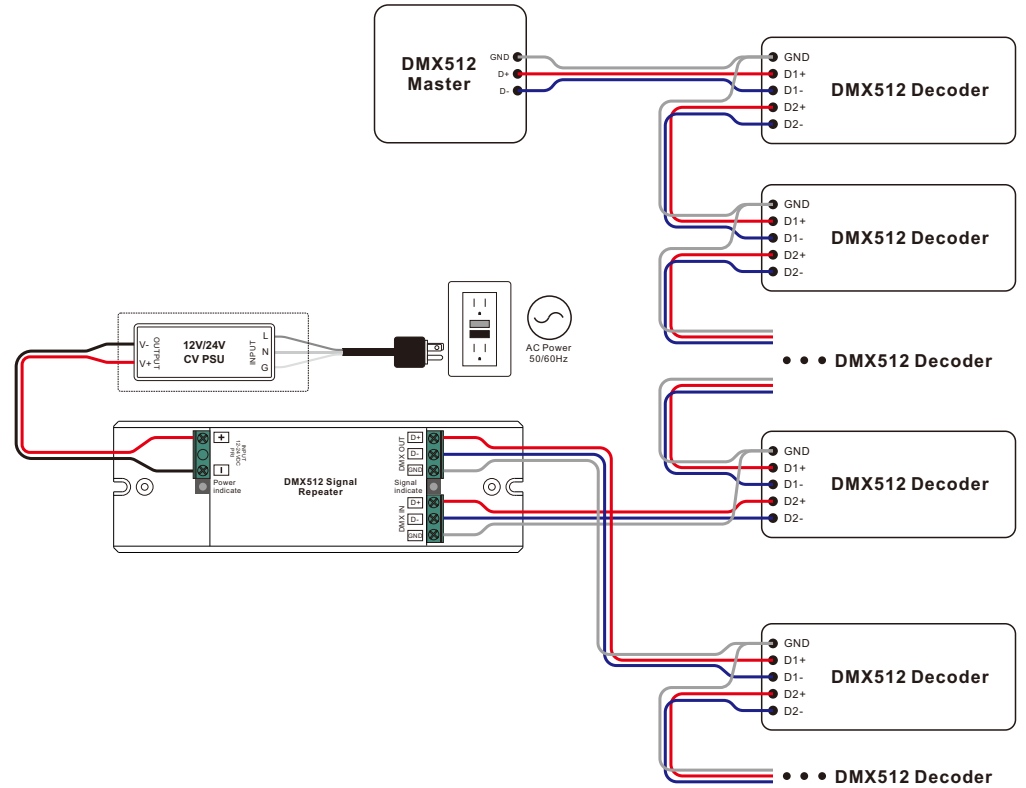 DMX512
Master
GND
D+
D-
GND
D1+
D1-
D2+
D2-
DMX512 Decoder
GND
D1+
D1-
D2+
D2-
DMX512 Decoder
• • • DMX512 Decoder
V-
V+
OUTPUT
12V/24V
CV PSU
INPUT
L
N
G
AC Power
50/60Hz
+
–
INPUT
12-24VDC
Power
indicate
DMX512 Signal
Repeater
DMX OUT
D+
D-
GND
Signal
indicate
DMX IN
D+
D-
GND
GND
D1+
D1-
D2+
D2-
DMX512 Decoder
GND
D1+
D1-
D2+
D2-
DMX512 Decoder
• • • DMX512 Decoder